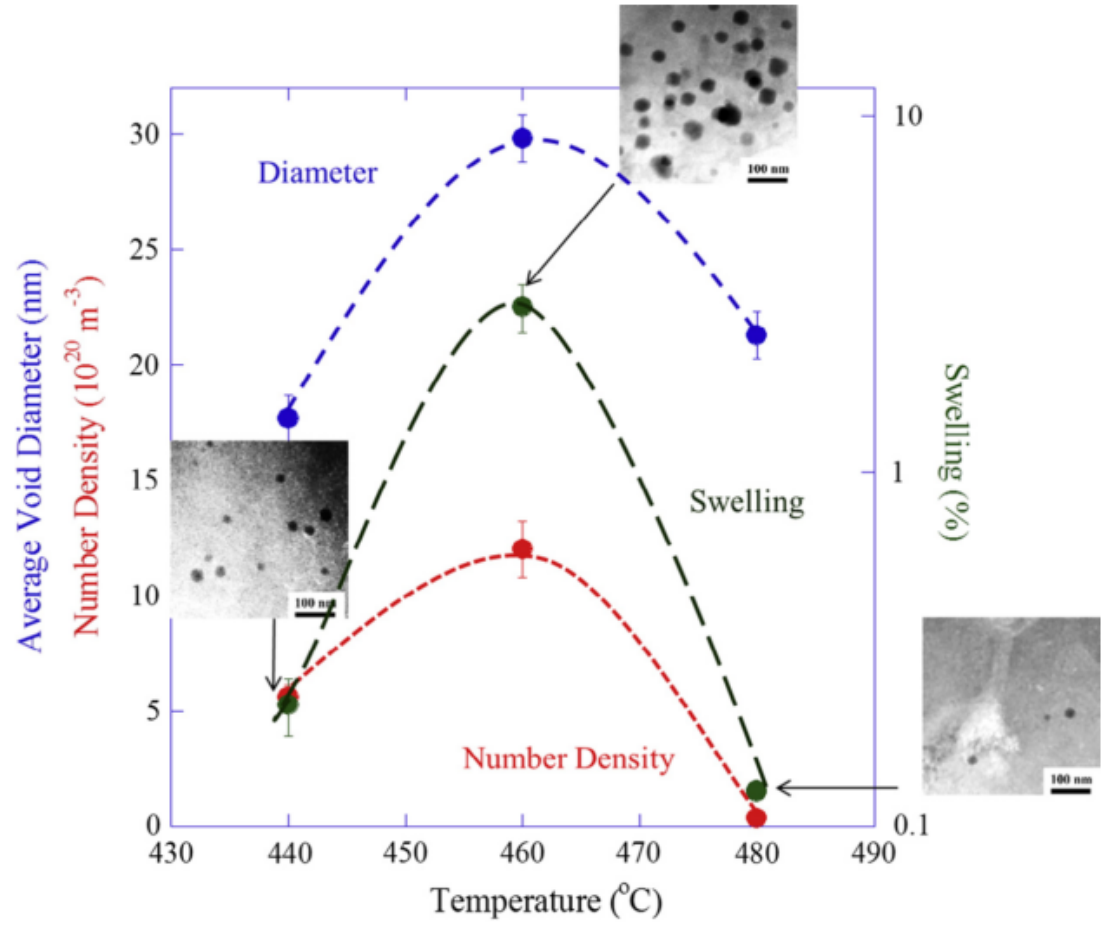 100 nm
10
30
Diameter
25
20
15
1
Swelling
100 nm
10
5
Number Density
100 nm
0
0.1
430
440
450
460
470
480
490
Temperature (°C)
Average Void Diameter (nm)
Number Density (10^20 m^-3)
Swelling (%)